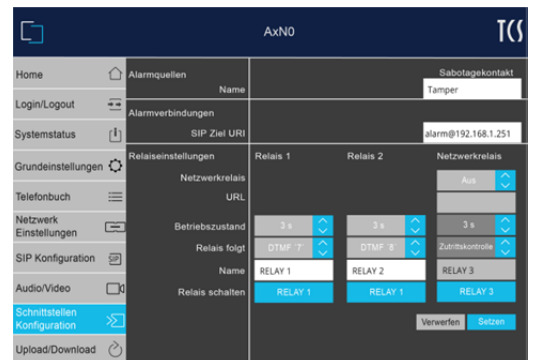 AxN0
TCS
Home
Login/Logout
Systemstatus
Grundeinstellungen
Telefonbuch
Netzwerk
Einstellungen
SIP Konfiguration
SIP
Audio/Video
Schnittstellen
Konfiguration
Upload/Download
Alarmquellen
Sabotagekontakt
Name
Tamper
Alarmverbindungen
SIP Ziel URI
alarm@192.168.1.251
Relaiseinstellungen
Relais 1
Relais 2
Netzwerkrelais
Netzwerkrelais
Aus
URL
Betriebszustand
3 s
3 s
3 s
Relais folgt
DTMF '7'
DTMF '8'
Zutrittskontrolle
Name
RELAY 1
RELAY 2
RELAY 3
Relais schalten
RELAY 1
RELAY 1
RELAY 3
Verwerfen
Setzen